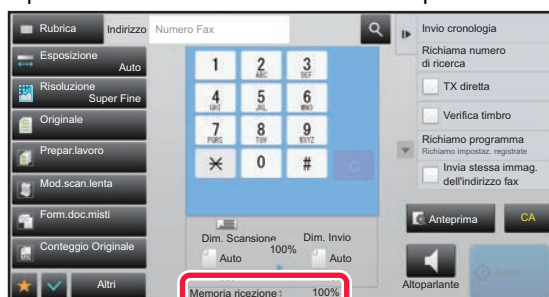 Rubrica
Indirizzo
Numero Fax
Esposizione
Auto
Risoluzione
Super Fine
Originale
Prepar.lavoro
Mod.scan.lenta
Form.doc.misti
Conteggio Originale
Altri
1
2 ABC
3 DEF
4 GHI
5 JKL
6 MNO
7 PQRS
8 TUV
9 WXYZ
0
#
C
Dim. Scansione
100%
Dim. Invio
Auto
Auto
Memoria ricezione: 100%
Invio cronologia
Richiama numero
di ricerca
TX diretta
Verifica timbro
Richiamo programma
Richiamo impostaz. registrate
Invia stessa immag.
dell'indirizzo fax
Anteprima
CA
Altoparlante